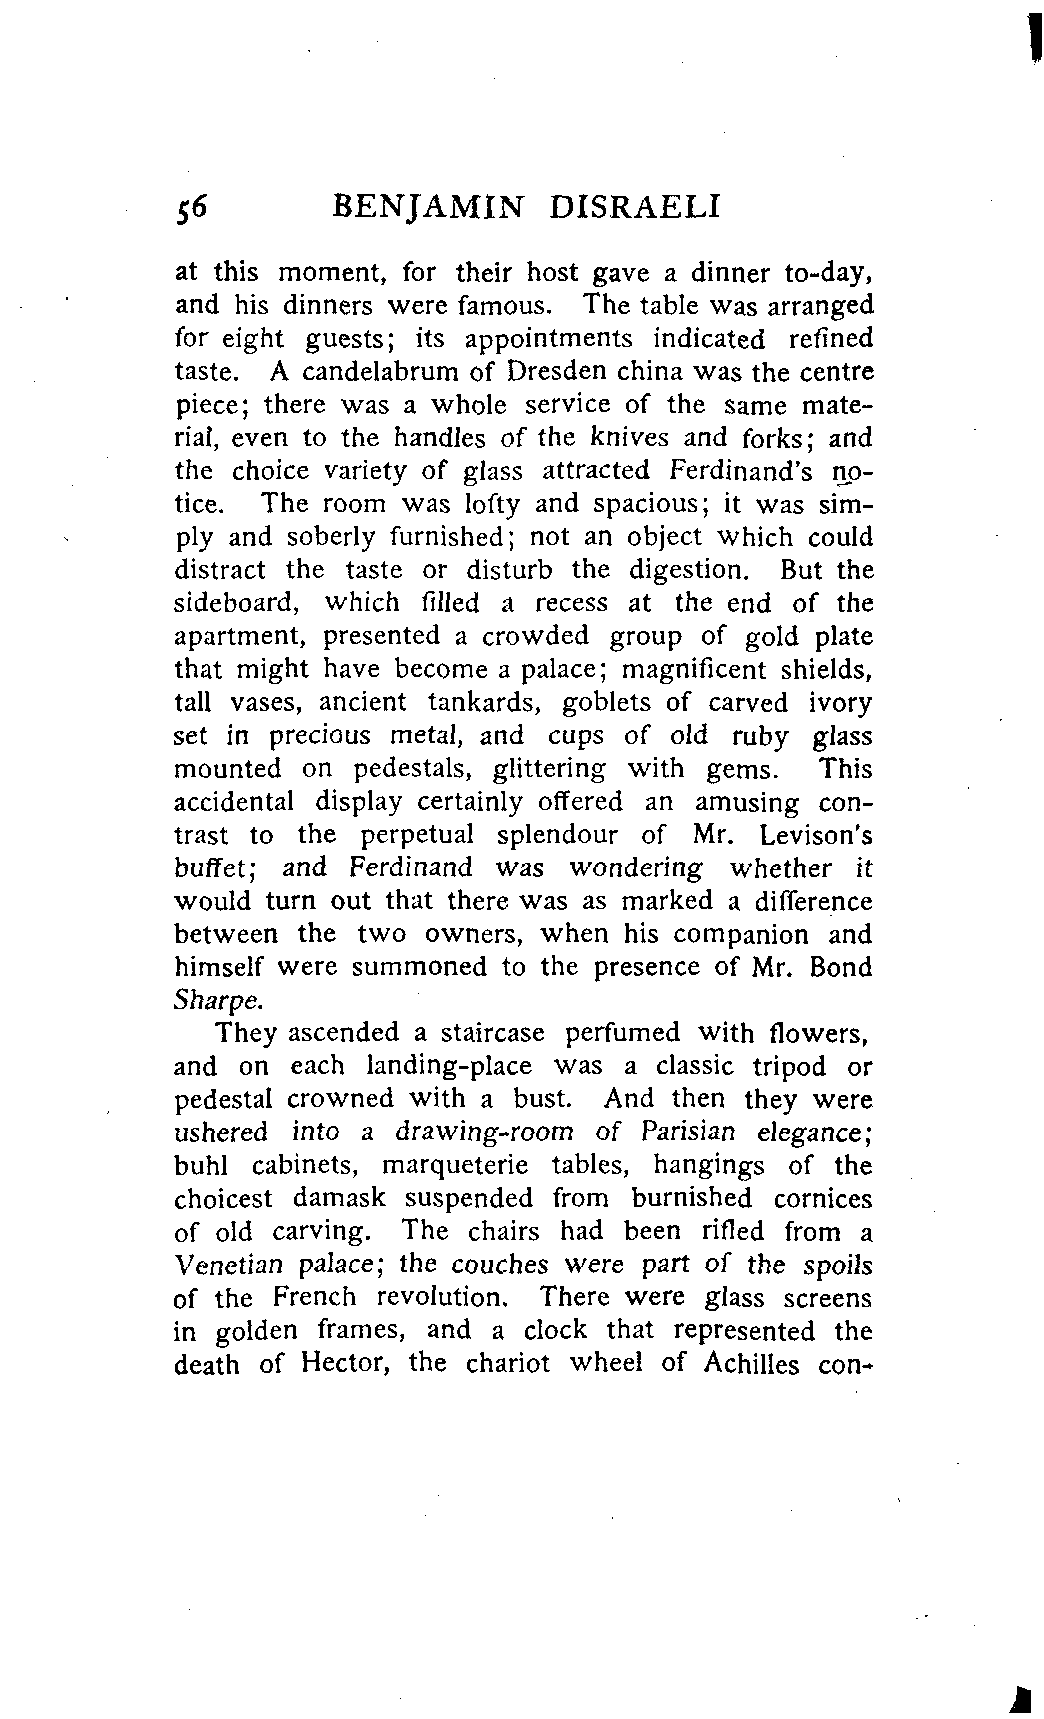 56 BENJAMIN DISRAELI
at this moment, for their host gave a dinner to-day,
and his dinners were famous. The table was arranged
for eight guests; its appointments indicated refined
taste. A candelabrum of Dresden china was the centre
piece; there was a whole service of the same mate-
rial, even to the handles of the knives and forks; and
the choice variety of glass attracted Ferdinand's no-
tice. The room was lofty and spacious; it was sim-
ply and soberly furnished; not an object which could
distract the taste or disturb the digestion. But the
sideboard, which filled a recess at the end of the
apartment, presented a crowded group of gold plate
that might have become a palace; magnificent shields,
tall vases, ancient tankards, goblets of carved ivory
set in precious metal, and cups of old ruby glass
mounted on pedestals, glittering with gems. This
accidental display certainly offered an amusing con-
trast to the perpetual splendour of Mr. Levison's
buffet; and Ferdinand was wondering whether it
would turn out that there was as marked a difference
between the two owners, when his companion and
himself were summoned to the presence of Mr. Bond
Sharpe.
They ascended a staircase perfumed with flowers,
and on each landing-place was a classic tripod or
pedestal crowned with a bust. And then they were
ushered into a drawing-room of Parisian elegance;
buhl cabinets, marqueterie tables, hangings of the
choicest damask suspended from burnished cornices
of old carving. The chairs had been rifled from a
Venetian palace; the couches were part of the spoils
of the French revolution. There were glass screens
in golden frames, and a clock that represented the
death of Hector, the chariot wheel of Achilles con-